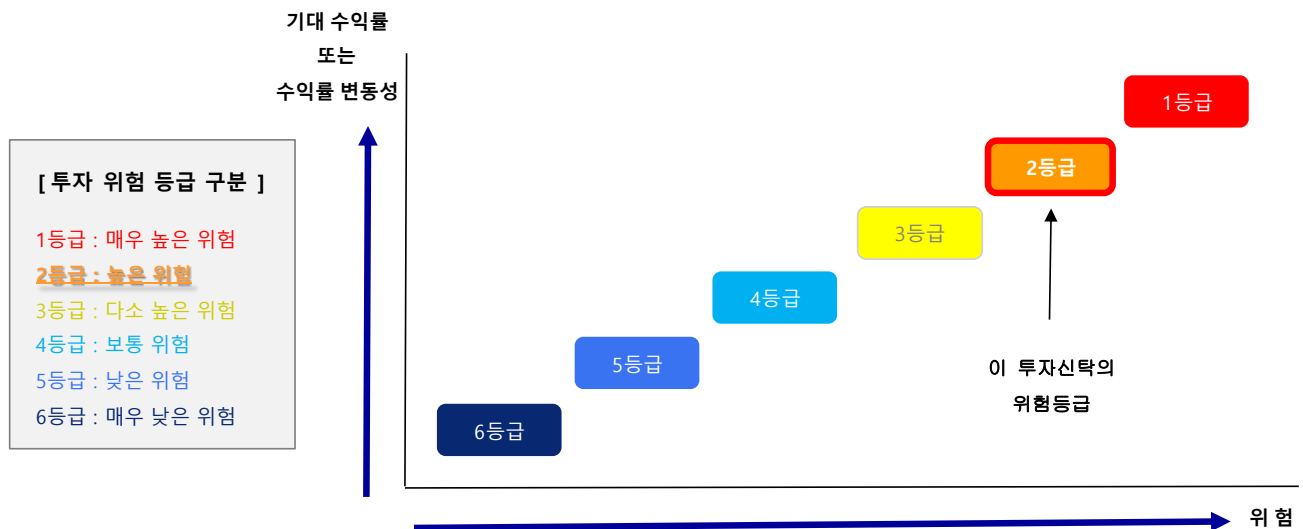 기대 수익률
또는
수익률 변동성
[ 투자 위험 등급 구분 ]
1등급 : 매우 높은 위험
2등급 : 높은 위험
3등급 : 다소 높은 위험
4등급 : 보통 위험
5등급 : 낮은 위험
6등급 : 매우 낮은 위험
1등급
2등급
3등급
4등급
5등급
6등급
이 투자신탁의
위험등급
위 험